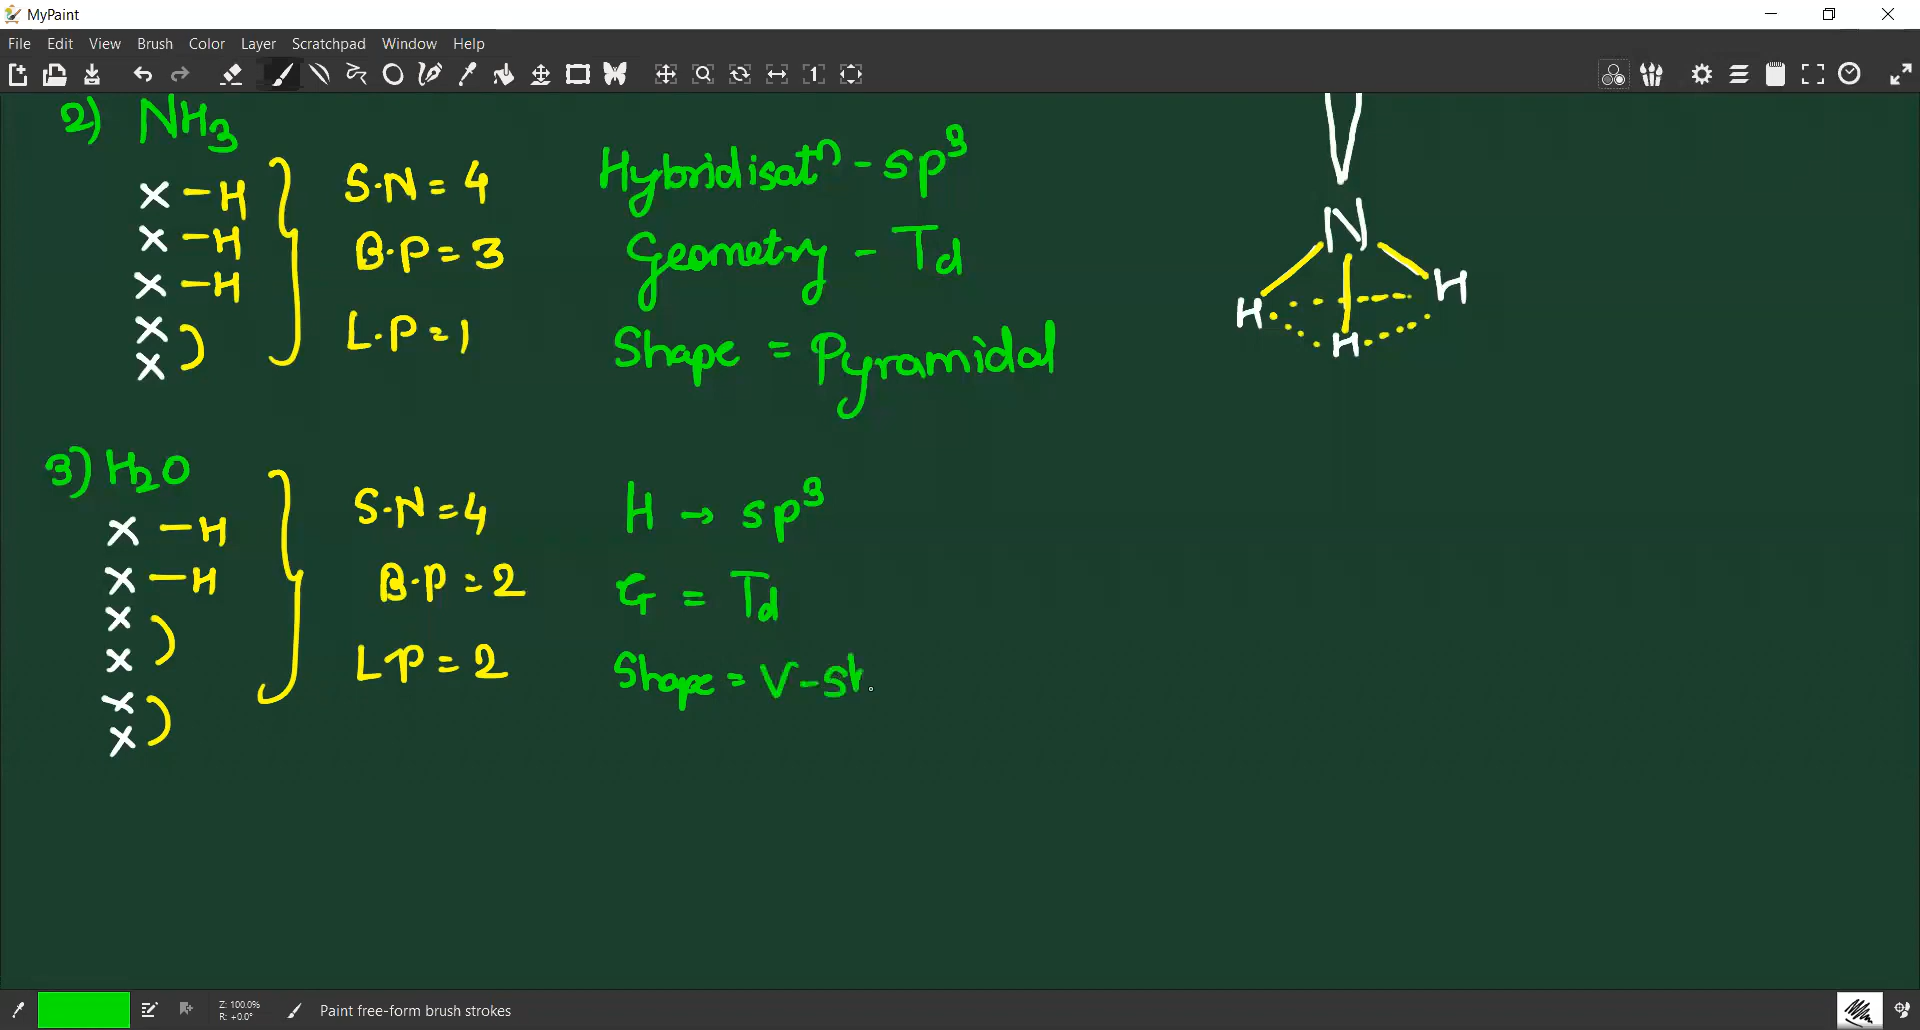 MyPaint
File Edit View Brush Color Layer Scratchpad Window Help
2) NH3
X - H
X - H
X - H
X
X
S.N = 4
B.P = 3
L.P = 1
Hybridisatⁿ - sp³
Geometry - Td
Shape = Pyramidal
N
H H
H
3) H2O
X - H
X - H
X
X
X
X
S.N = 4
B.P = 2
L.P = 2
H → sp³
G = Td
Shape = V-Sh
Z: 100.0%
R: +0.0°
Paint free-form brush strokes